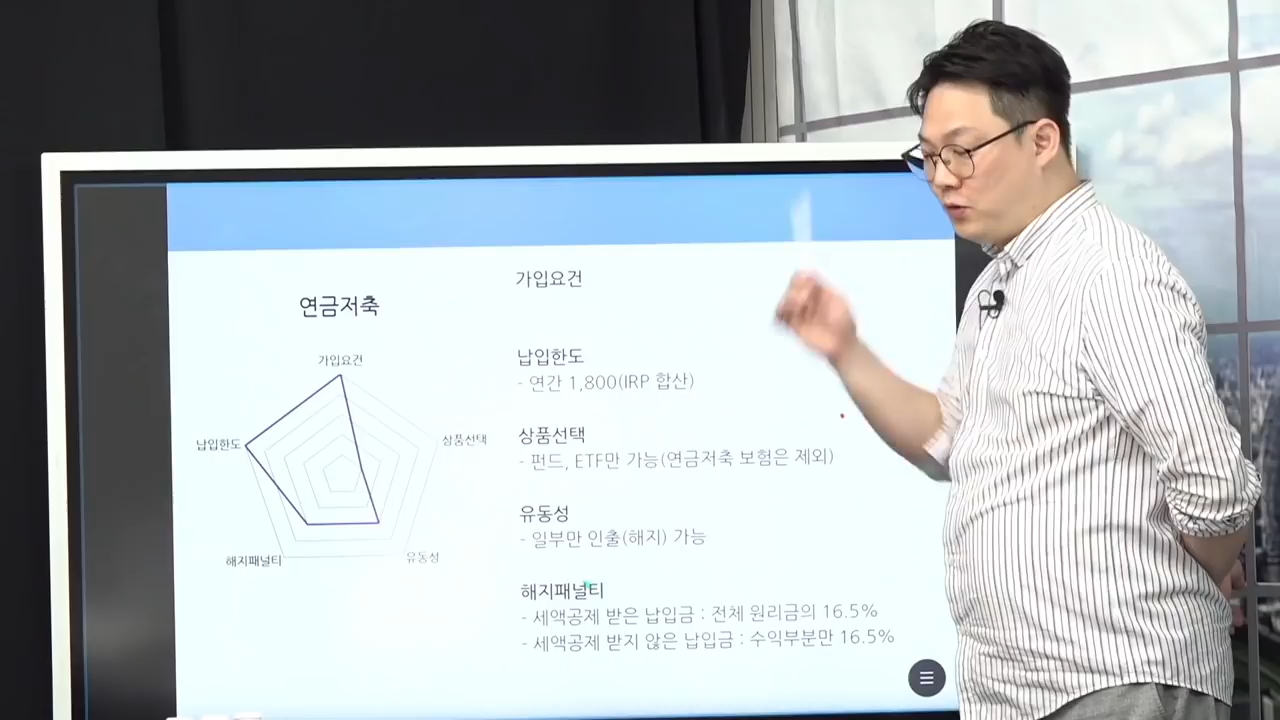 연금저축
가입요건
상품선택
유동성
해지패널티
납입한도
가입요건
납입한도
- 연간 1,800(IRP 합산)
상품선택
- 펀드, ETF만 가능(연금저축 보험은 제외)
유동성
- 일부만 인출(해지) 가능
해지패널티
- 세액공제 받은 납입금 : 전체 원리금의 16.5%
- 세액공제 받지 않은 납입금 : 수익부분만 16.5%